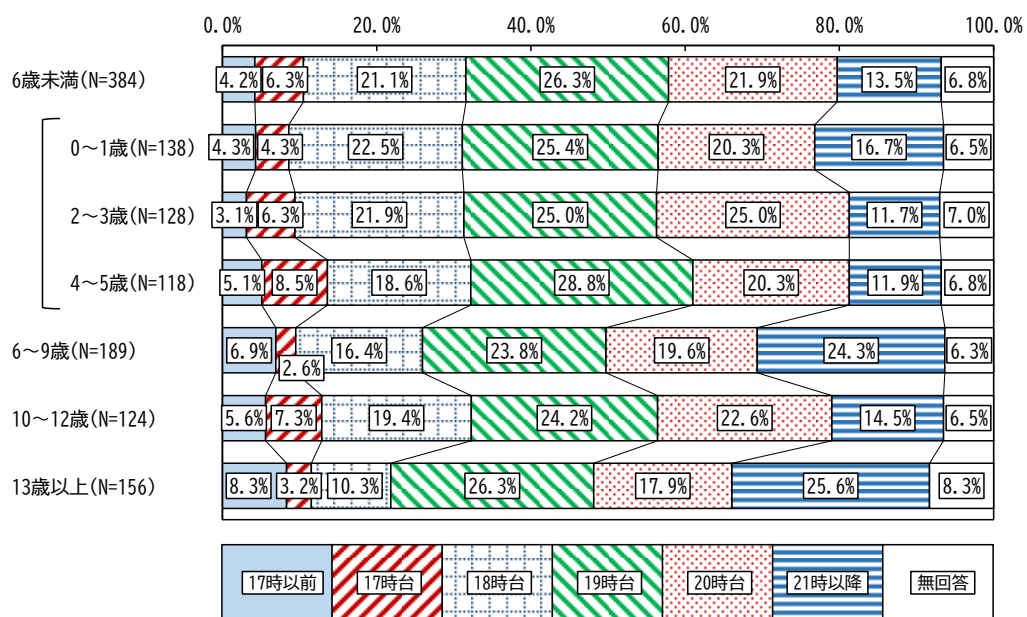 0.0% 20.0% 40.0% 60.0% 80.0% 100.0%
6歳未満(N=384) 4.2% 6.3% 21.1% 26.3% 21.9% 13.5% 6.8%
0～1歳(N=138) 4.3% 4.3% 22.5% 25.4% 20.3% 16.7% 6.5%
2～3歳(N=128) 3.1% 6.3% 21.9% 25.0% 25.0% 11.7% 7.0%
4～5歳(N=118) 5.1% 8.5% 18.6% 28.8% 20.3% 11.9% 6.8%
6～9歳(N=189) 6.9% 2.6% 16.4% 23.8% 19.6% 24.3% 6.3%
10～12歳(N=124) 5.6% 7.3% 19.4% 24.2% 22.6% 14.5% 6.5%
13歳以上(N=156) 8.3% 3.2% 10.3% 26.3% 17.9% 25.6% 8.3%
17時以前 17時台 18時台 19時台 20時台 21時以降 無回答